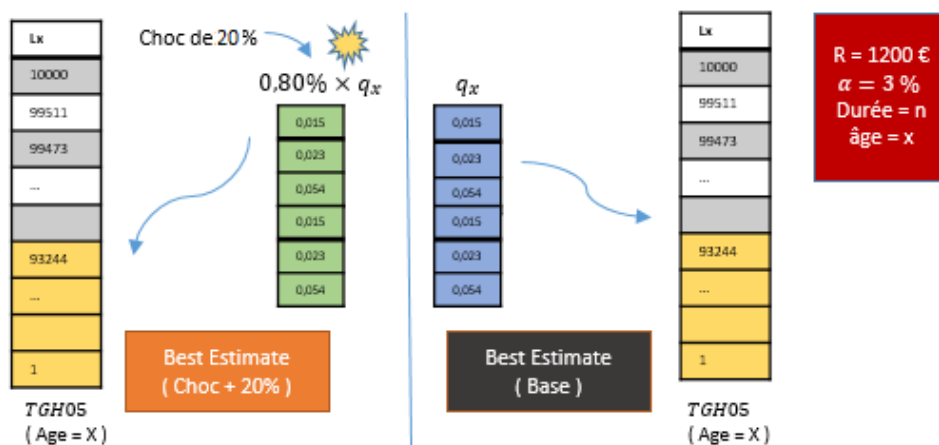 Lx
10000
99511
99473
...
93244
...
1
TGH05
( Age = X )
Choc de 20%
0,80% × qₓ
0,015
0,023
0,054
0,015
0,023
0,054
Best Estimate
( Choc + 20% )
qₓ
0,015
0,023
0,054
0,015
0,023
0,054
Best Estimate
( Base )
Lx
10000
99511
99473
...
93244
...
1
TGH05
( Age = X )
R = 1200 €
α = 3 %
Durée = n
âge = x